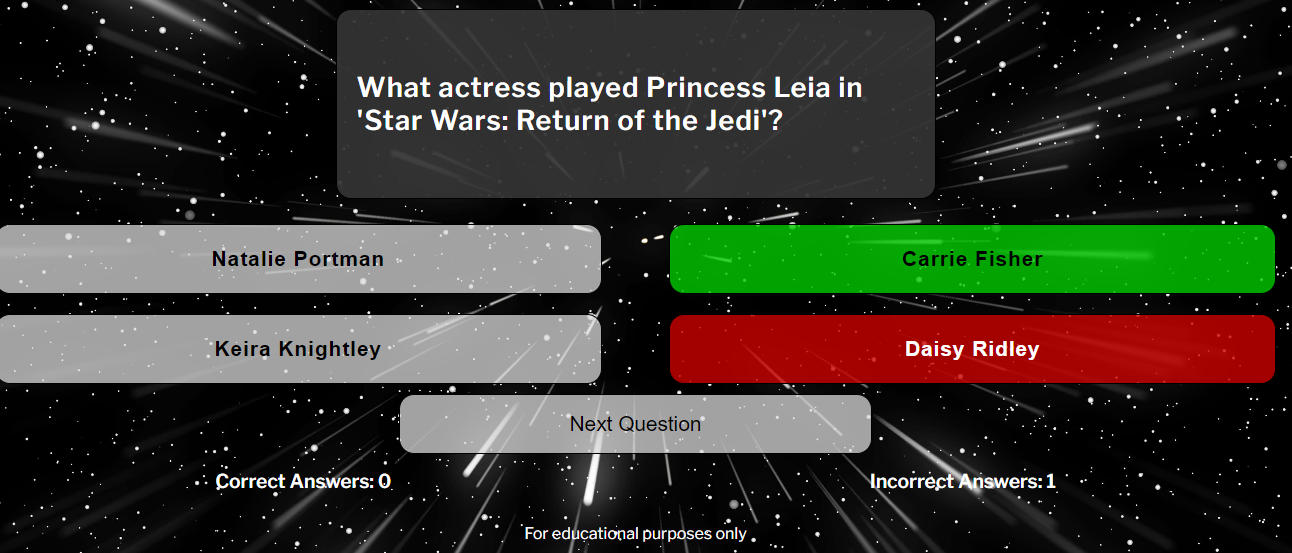 What actress played Princess Leia in
'Star Wars: Return of the Jedi'?
Natalie Portman
Carrie Fisher
Keira Knightley
Daisy Ridley
Next Question
Correct Answers: 0
Incorrect Answers: 1
For educational purposes only